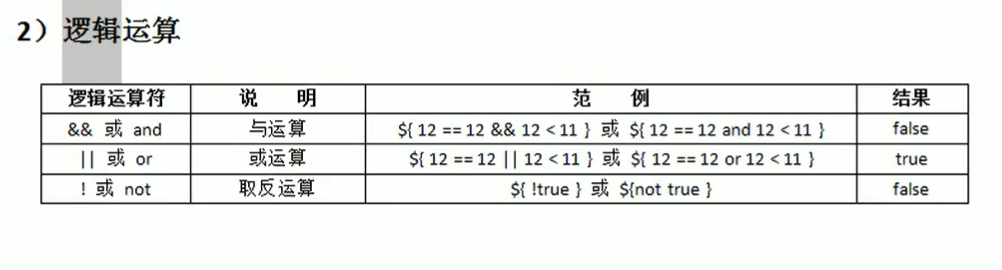 2）逻辑运算
逻辑运算符 说 明 范 例 结果
&& 或 and 与运算 ${ 12 == 12 && 12 < 11 } 或 ${ 12 == 12 and 12 < 11 } false
|| 或 or 或运算 ${ 12 == 12 || 12 < 11 } 或 ${ 12 == 12 or 12 < 11 } true
! 或 not 取反运算 ${ !true } 或 ${not true } false